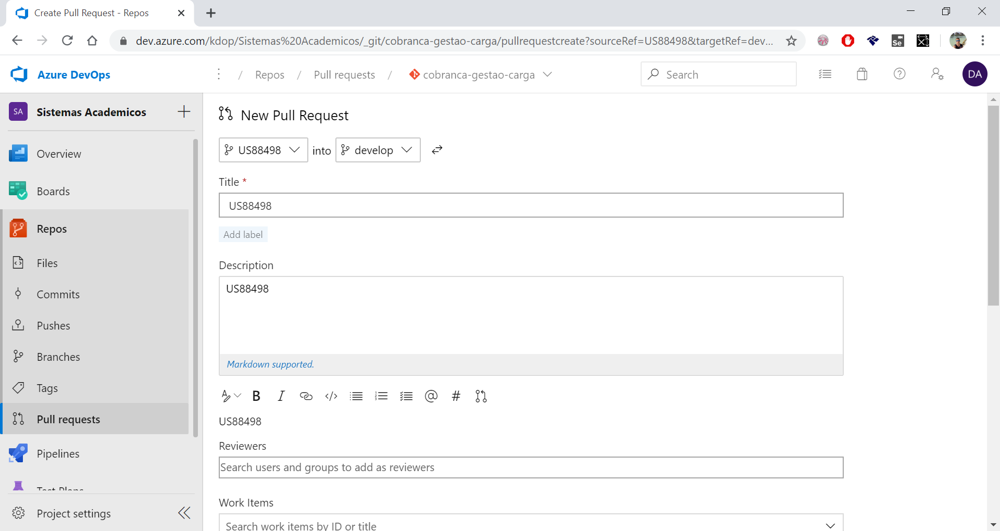 Create Pull Request - Repos
dev.azure.com/kdop/Sistemas%20Academicos/_git/cobranca-gestao-carga/pullrequestcreate?sourceRef=US88498&targetRef=dev...
Se
Azure DevOps
/ Repos / Pull requests / cobranca-gestao-carga
Search
DA
SA Sistemas Academicos
Overview
Boards
Repos
Files
Commits
Pushes
Branches
Tags
Pull requests
Pipelines
Test Plans
Project settings
New Pull Request
US88498 into develop
Title *
US88498
Add label
Description
US88498
Markdown supported.
B I </> @ #
US88498
Reviewers
Search users and groups to add as reviewers
Work Items
Search work items by ID or title